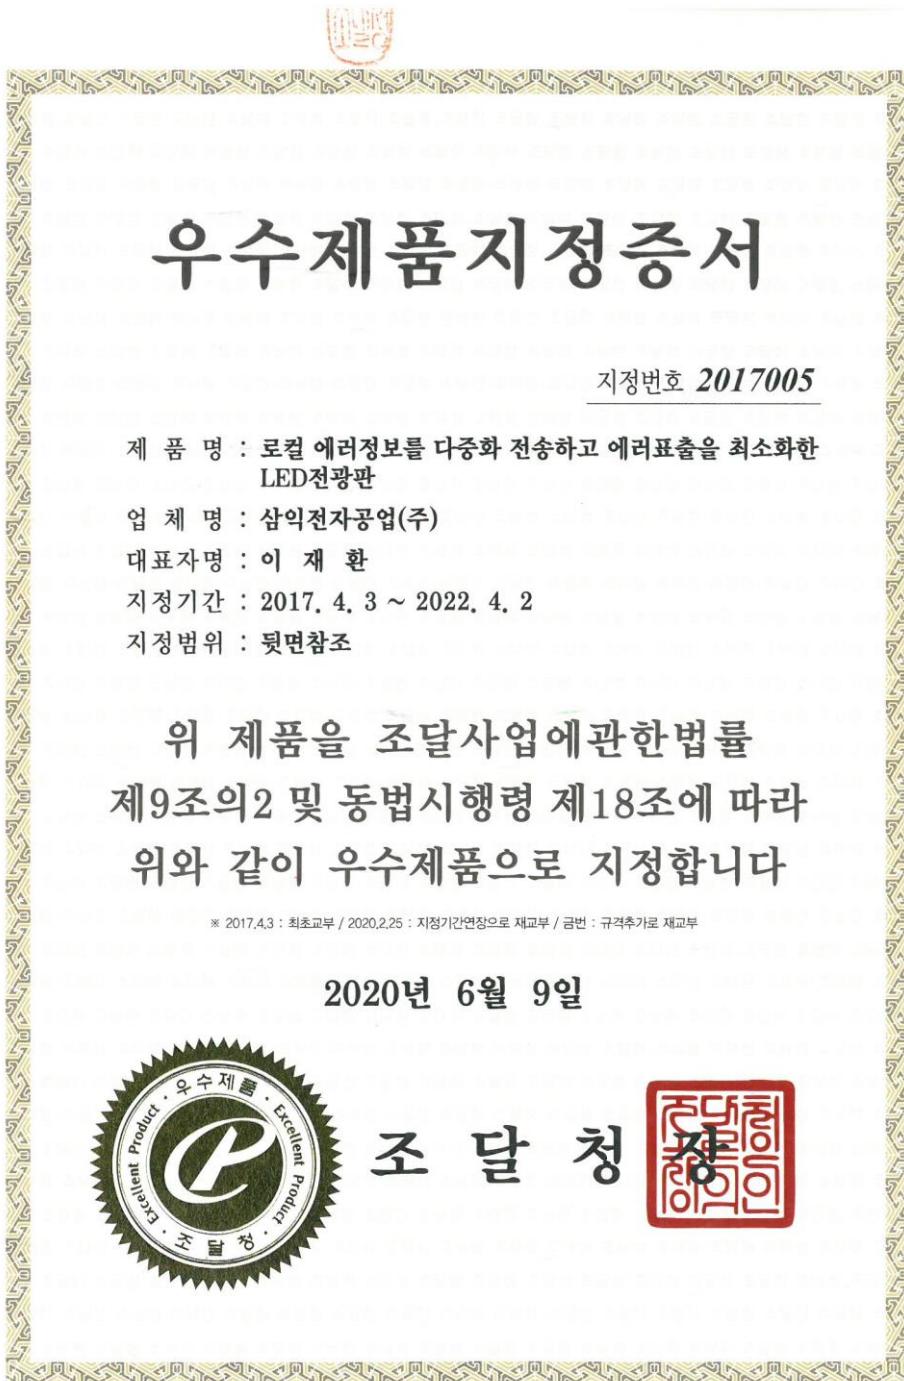 우수제품지정증서
지정번호 2017005
제 품 명 : 로컬 에러정보를 다중화 전송하고 에러표출을 최소화한
LED전광판
업 체 명 : 삼익전자공업(주)
대표자명 : 이 재 환
지정기간 : 2017. 4. 3 ~ 2022. 4. 2
지정범위 : 뒷면참조
위 제품을 조달사업에관한법률
제9조의2 및 동법시행령 제18조에 따라
위와 같이 우수제품으로 지정합니다
※ 2017.4.3 : 최초교부 / 2020.2.25 : 지정기간연장으로 재교부 / 금번 : 규격추가로 재교부
2020년 6월 9일
· 우수제품 · Excellent Product · 조달청 · Excellent Product
조 달 청 장